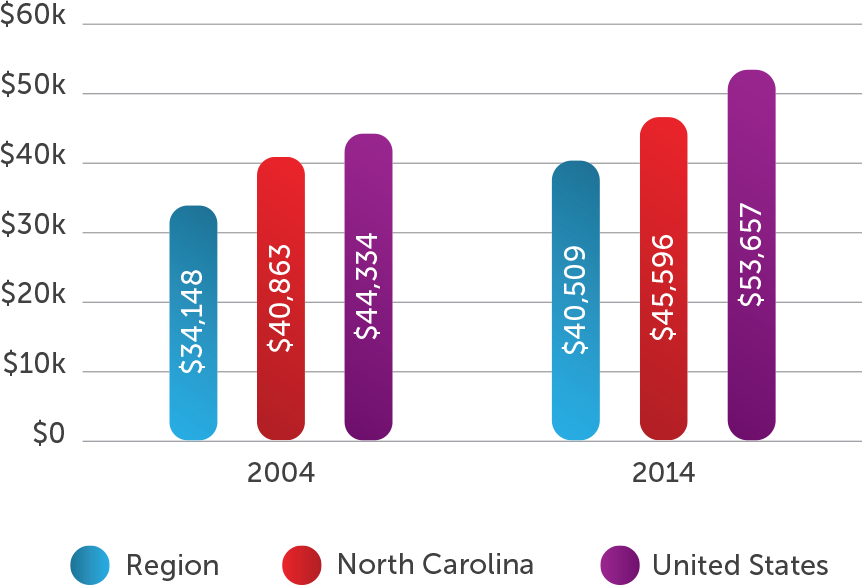 $60k
$50k
$40k
$30k
$20k
$10k
$0
$34,148
$40,863
$44,334
$40,509
$45,596
$53,657
2004
2014
Region
North Carolina
United States